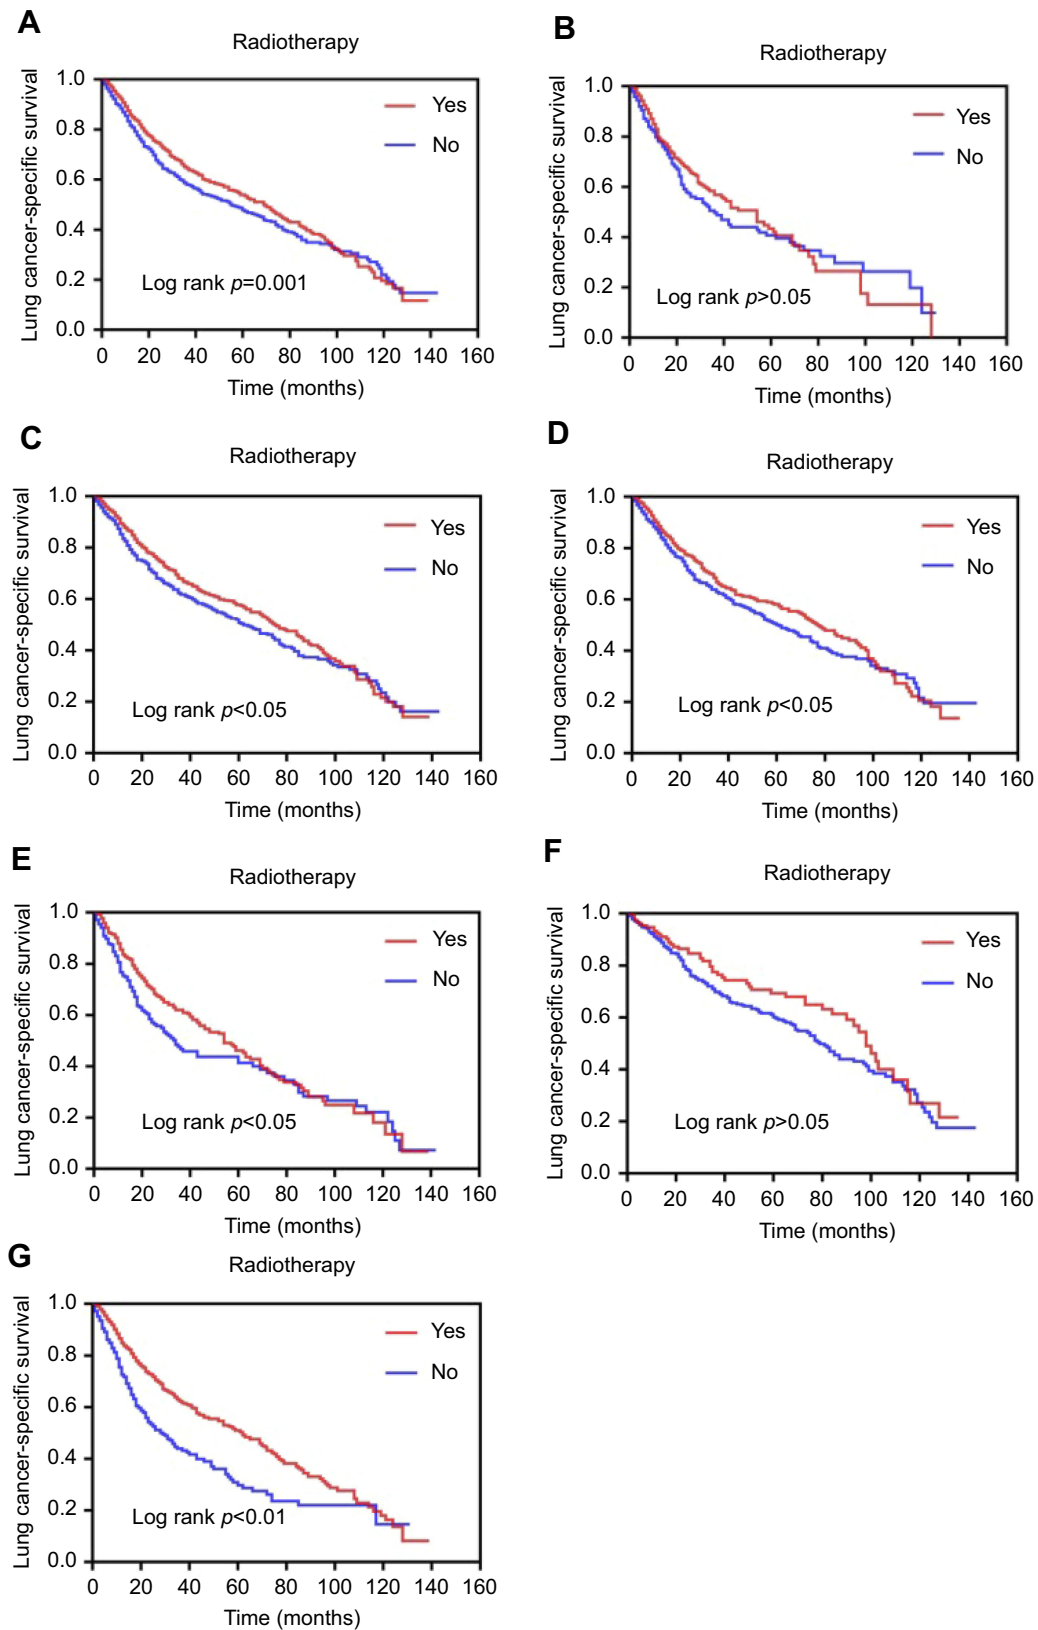 A
Radiotherapy
Lung cancer-specific survival
1.0
0.8
0.6
0.4
0.2
0.0
Yes
No
Log rank p=0.001
0 20 40 60 80 100 120 140 160
Time (months)
B
Radiotherapy
Lung cancer-specific survival
1.0
0.8
0.6
0.4
0.2
0.0
Yes
No
Log rank p>0.05
0 20 40 60 80 100 120 140 160
Time (months)
C
Radiotherapy
Lung cancer-specific survival
1.0
0.8
0.6
0.4
0.2
0.0
Yes
No
Log rank p<0.05
0 20 40 60 80 100 120 140 160
Time (months)
D
Radiotherapy
Lung cancer-specific survival
1.0
0.8
0.6
0.4
0.2
0.0
Yes
No
Log rank p<0.05
0 20 40 60 80 100 120 140 160
Time (months)
E
Radiotherapy
Lung cancer-specific survival
1.0
0.8
0.6
0.4
0.2
0.0
Yes
No
Log rank p<0.05
0 20 40 60 80 100 120 140 160
Time (months)
F
Radiotherapy
Lung cancer-specific survival
1.0
0.8
0.6
0.4
0.2
0.0
Yes
No
Log rank p>0.05
0 20 40 60 80 100 120 140 160
Time (months)
G
Radiotherapy
Lung cancer-specific survival
1.0
0.8
0.6
0.4
0.2
0.0
Yes
No
Log rank p<0.01
0 20 40 60 80 100 120 140 160
Time (months)